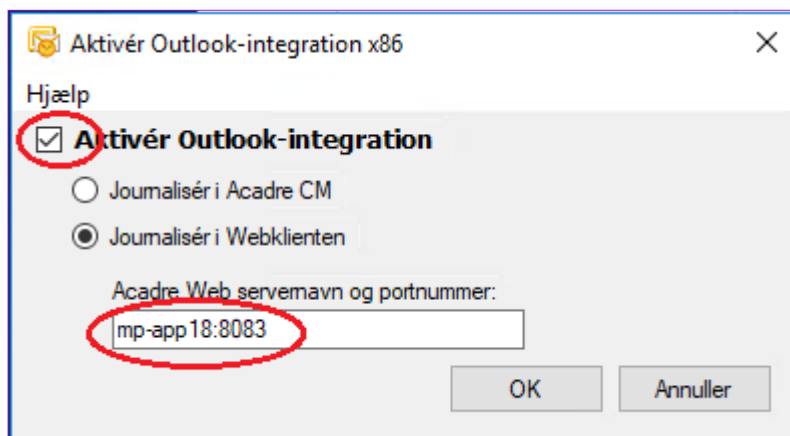 Aktivér Outlook-integration x86
Hjælp
Aktivér Outlook-integration
Journalisér i Acadre CM
Journalisér i Webklienten
Acadre Web servernavn og portnummer:
mp-app18:8083
OK Annuller